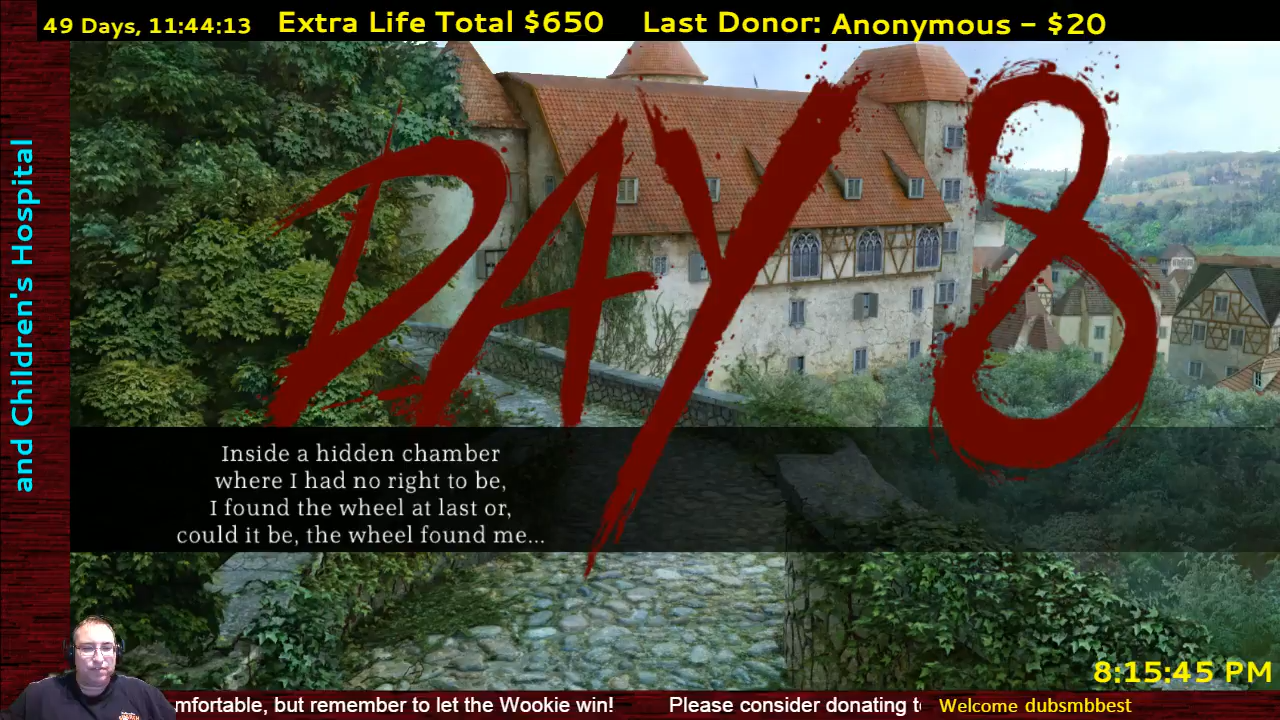 49 Days, 11:44:13 Extra Life Total $650 Last Donor: Anonymous - $20
and Children's Hospital
DAY 8
Inside a hidden chamber
where I had no right to be,
I found the wheel at last or,
could it be, the wheel found me...
8:15:45 PM
mfortable, but remember to let the Wookie win! Please consider donating to Welcome dubsmbbest